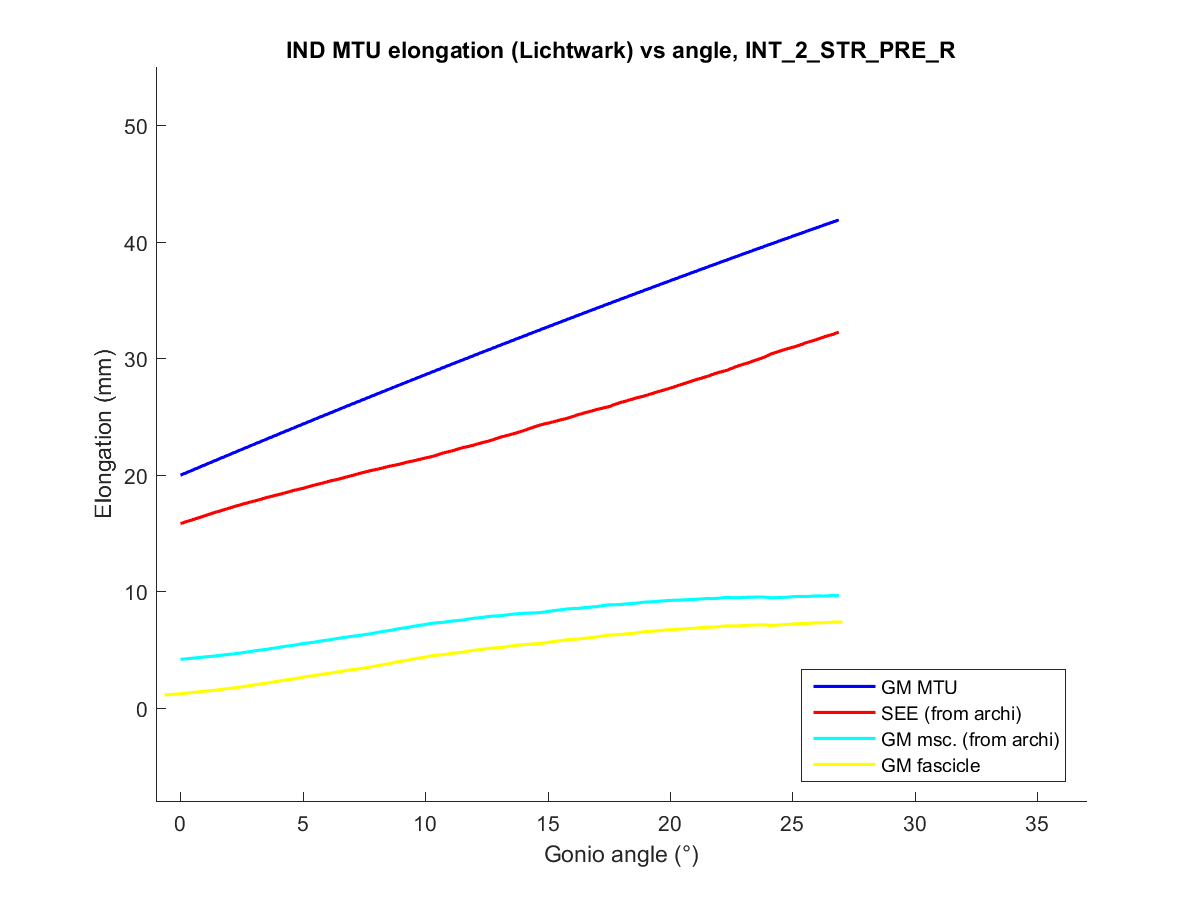 IND MTU elongation (Lichtwark) vs angle, INT_2_STR_PRE_R
50
40
30
20
10
0
Elongation (mm)
0 5 10 15 20 25 30 35
Gonio angle (°)
GM MTU
SEE (from archi)
GM msc. (from archi)
GM fascicle